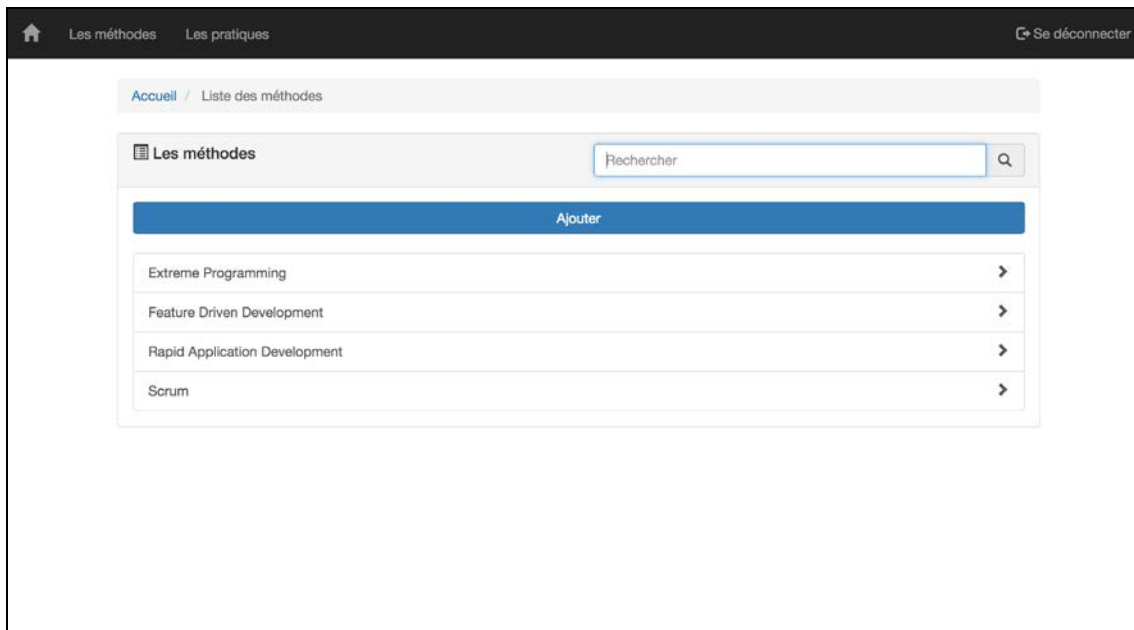 Les méthodes Les pratiques Se déconnecter
Accueil / Liste des méthodes
Les méthodes Rechercher
Ajouter
Extreme Programming
Feature Driven Development
Rapid Application Development
Scrum